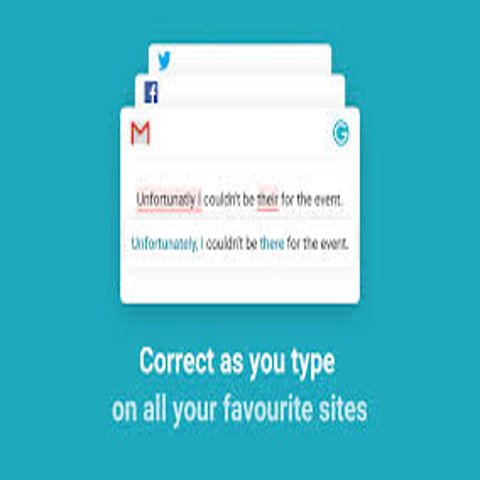 Unfortunatly I couldn't be their for the event.
Unfortunately, I couldn't be there for the event.
Correct as you type
on all your favourite sites